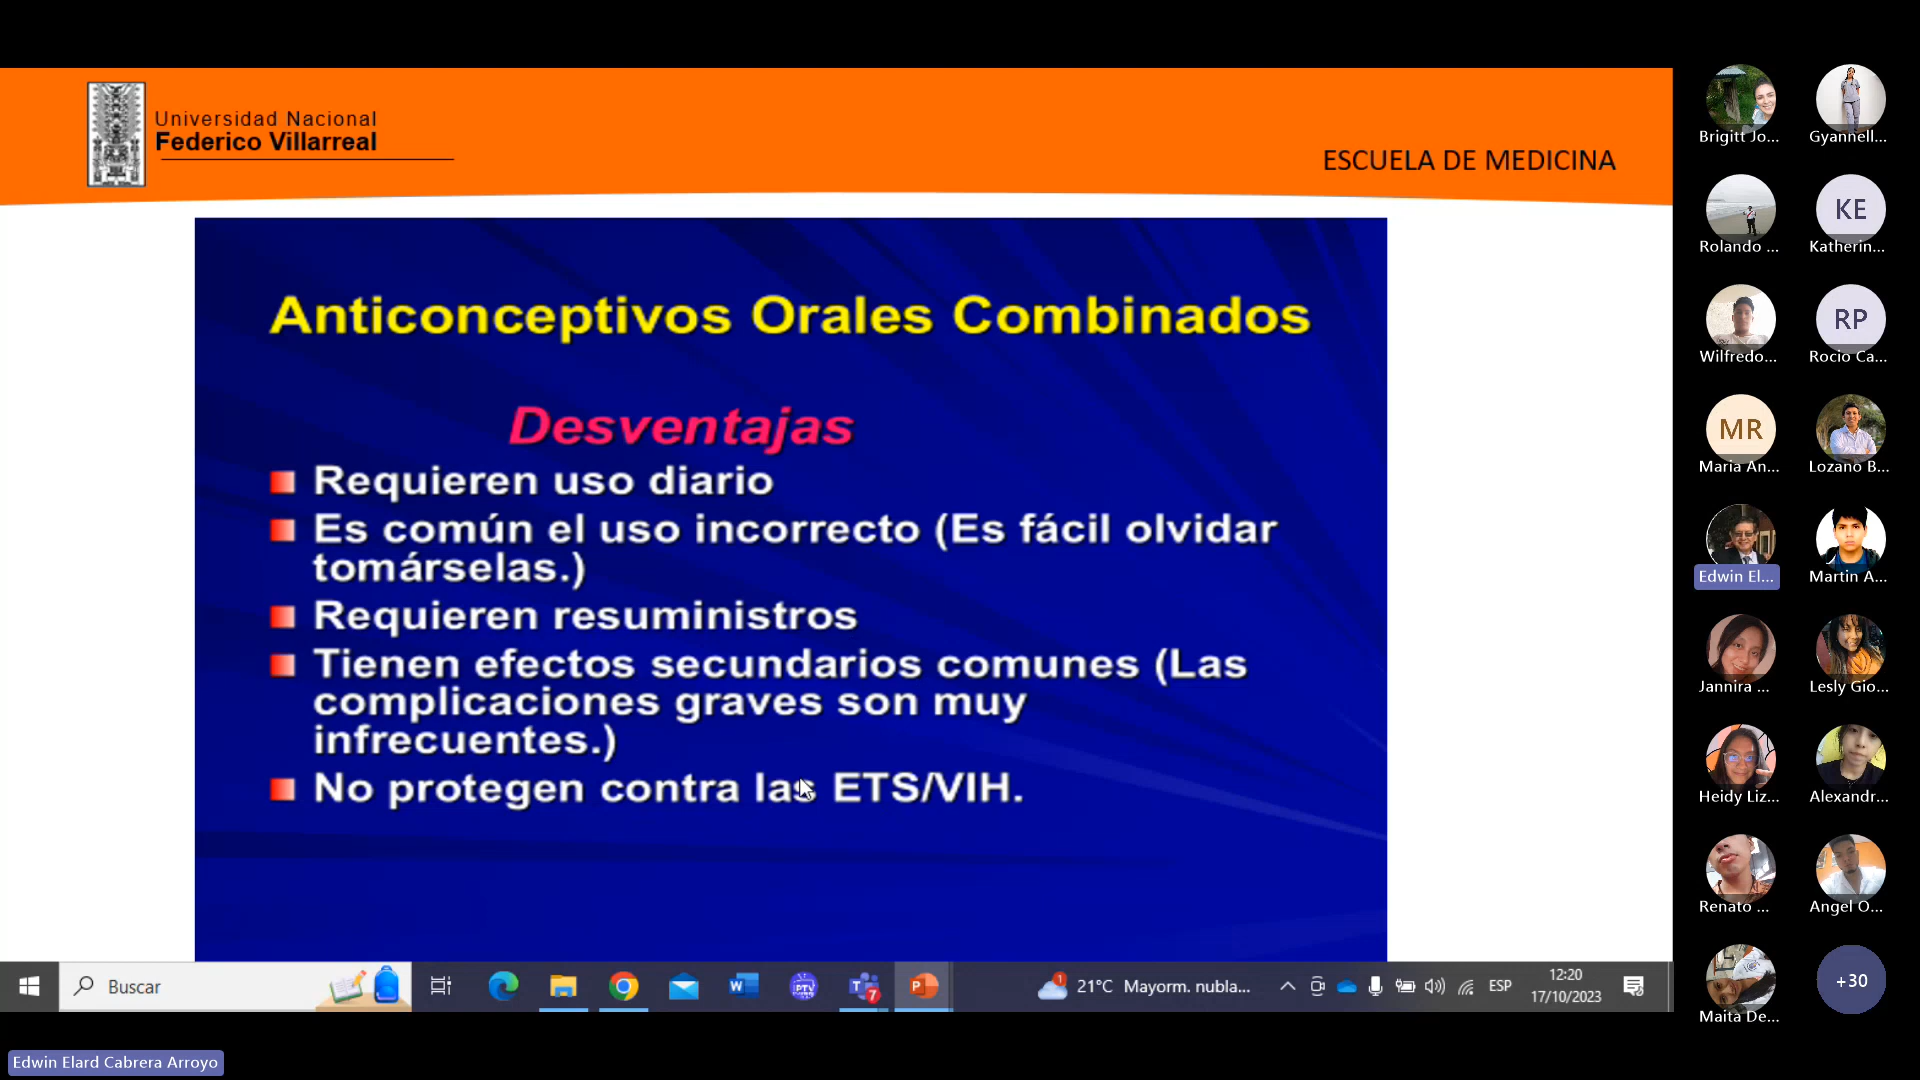 Universidad Nacional
Federico Villarreal
ESCUELA DE MEDICINA
Anticonceptivos Orales Combinados
Desventajas
Requieren uso diario
Es común el uso incorrecto (Es fácil olvidar
tomárselas.)
Requieren resuministros
Tienen efectos secundarios comunes (Las
complicaciones graves son muy
infrecuentes.)
No protegen contra las ETS/VIH.
Brigitt Jo...
Gyannell...
Rolando ...
KE
Katherin...
Wilfredo...
RP
Rocio Ca...
MR
Maria An...
Lozano B...
Edwin El...
Martin A...
Jannira ...
Lesly Gio...
Heidy Liz...
Alexandr...
Renato ...
Angel O...
Maita De...
+30
Buscar
W
IPTV
7
P
1
21°C Mayorm. nubla...
ESP
12:20
17/10/2023
Edwin Elard Cabrera Arroyo